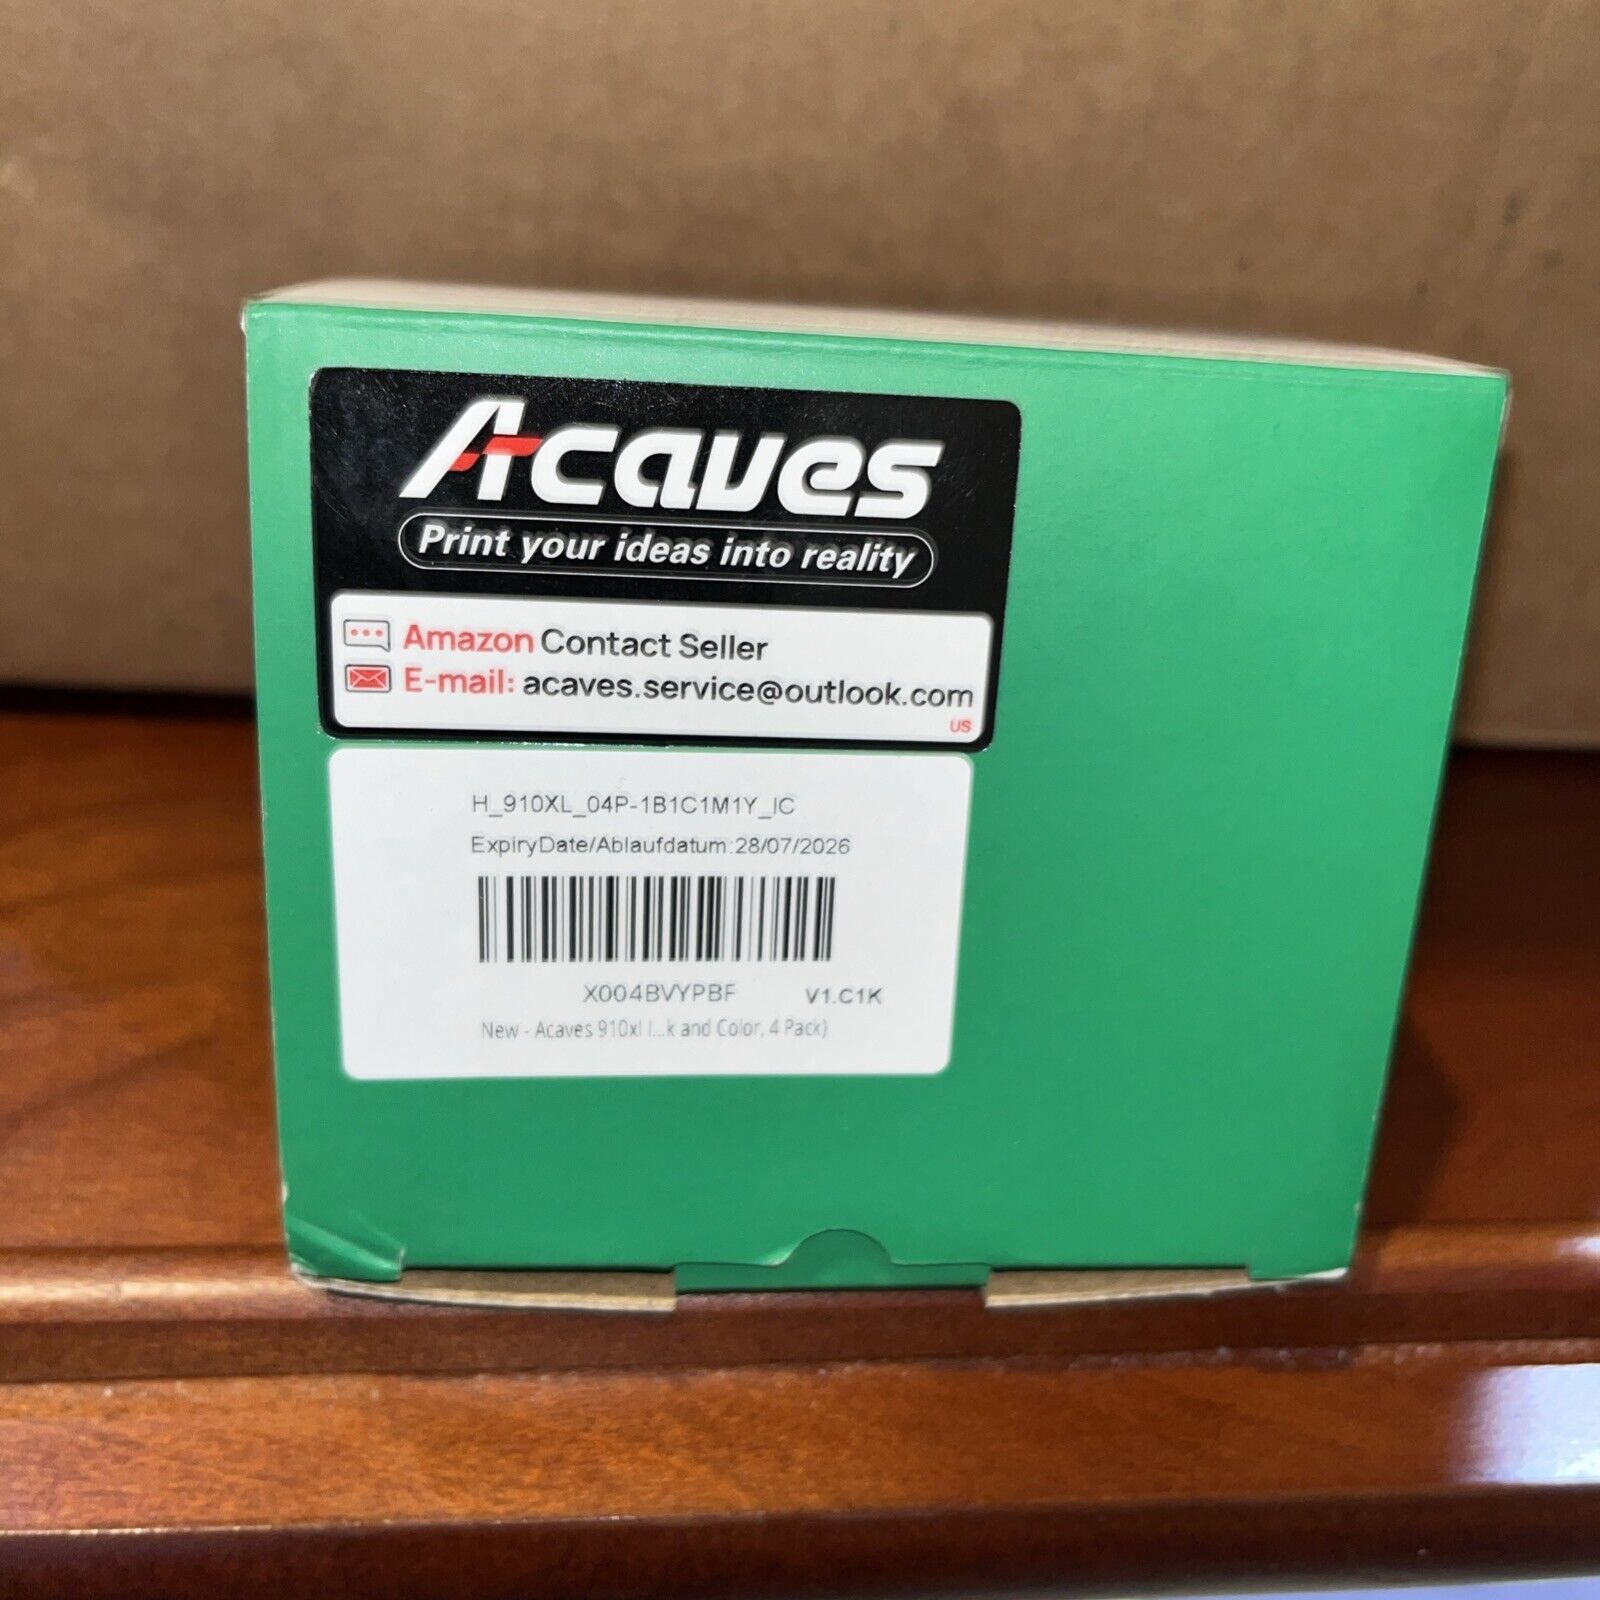 Acaves
Print your ideas into reality
Amazon Contact Seller
E-mail: acaves.service@outlook.com
US
H_910XL_04P-1B1C1M1Y_IC
ExpiryDate/Ablaufdatum:28/07/2026
X004BVYPBF V1.C1K
New - Acaves 910xl I...k and Color, 4 Pack)